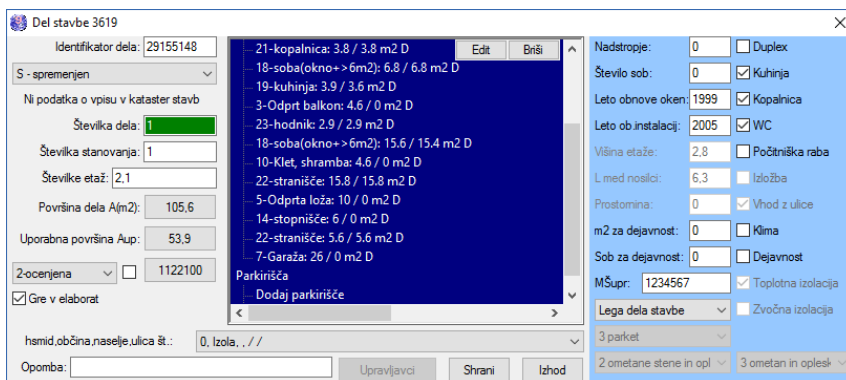 Del stavbe 3619
Identifikator dela: 29155148
S - spremenjen
Ni podatka o vpisu v kataster stavb
Številka dela: 1
Številka stanovanja: 1
Številke etaž: 2,1
Površina dela A(m2): 105,6
Uporabna površina Aup: 53,9
2-ocenjena 1122100
Gre v elaborat
21-kopalnica: 3.8 / 3.8 m2 D
Edit Briši
18-soba(okno+>6m2): 6.8 / 6.8 m2 D
19-kuhinja: 3.9 / 3.6 m2 D
3-Odprt balkon: 4.6 / 0 m2 D
23-hodnik: 2.9 / 2.9 m2 D
18-soba(okno+>6m2): 15.6 / 15.4 m2 D
10-Klet, shramba: 4.6 / 0 m2 D
22-stranišče: 15.8 / 15.8 m2 D
5-Odprta loža: 10 / 0 m2 D
14-stopnišče: 6 / 0 m2 D
22-stranišče: 5.6 / 5.6 m2 D
7-Garaža: 26 / 0 m2 D
Parkirišča
Dodaj parkirišče
Nadstropje: 0 Duplex
Število sob: 0 Kuhinja
Leto obnove oken: 1999 Kopalnica
Leto ob.instalacij: 2005 WC
Višina etaže: 2,8 Počitniška raba
L med nosilci: 6,3 Izložba
Prostornina: 0 Vhod z ulice
m2 za dejavnost: 0 Klima
Sob za dejavnost: 0 Dejavnost
MŠupr: 1234567 Toplotna izolacija
Lega dela stavbe Zvočna izolacija
3 parket
2 ometane stene in opl 3 ometan in oplesk
hsmid,občina,naselje,ulica št.: 0, Izola, , / /
Opomba: Upravljavci Shrani Izhod